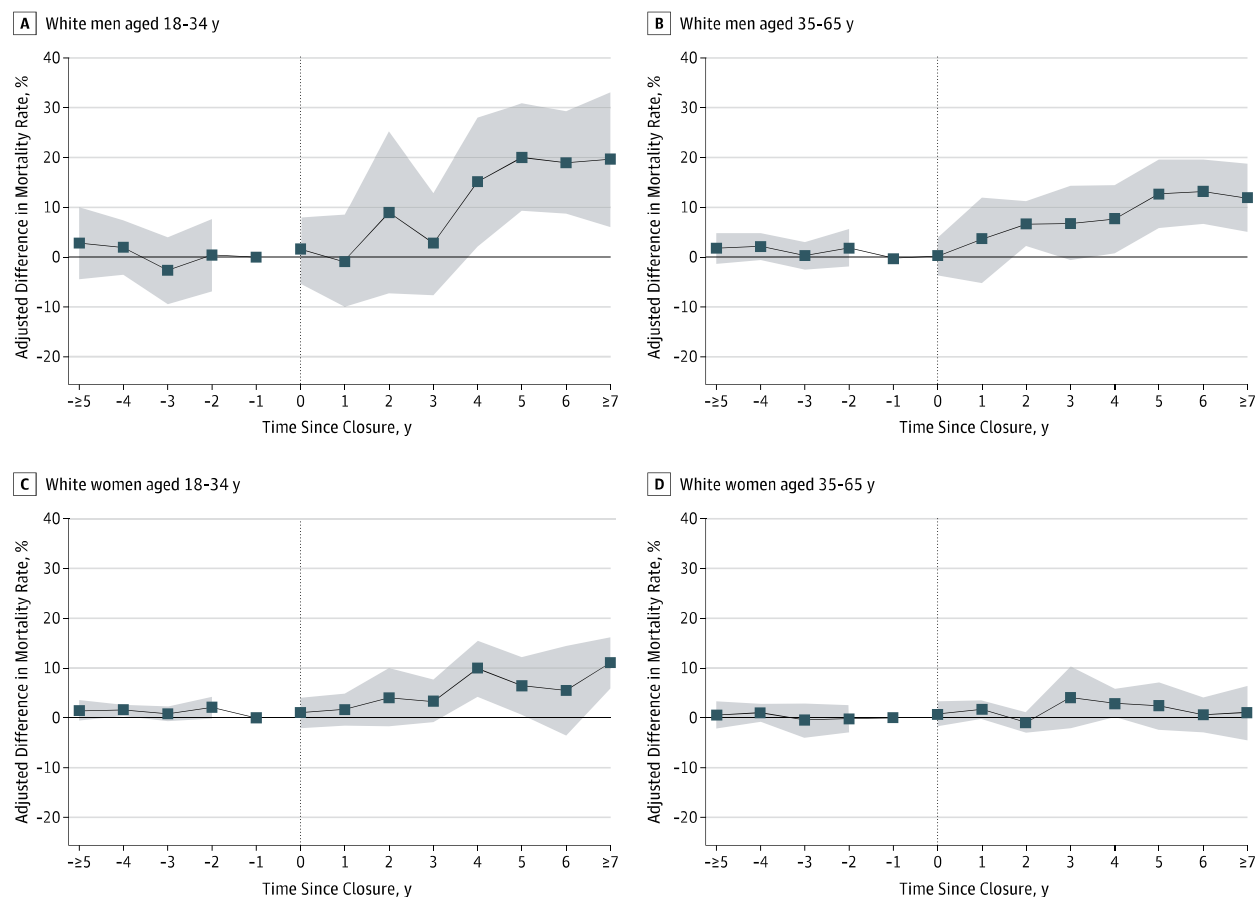 A White men aged 18-34 y
Adjusted Difference in Mortality Rate, %
40
30
20
10
0
-10
-20
-≥5 -4 -3 -2 -1 0 1 2 3 4 5 6 ≥7
Time Since Closure, y
B White men aged 35-65 y
Adjusted Difference in Mortality Rate, %
40
30
20
10
0
-10
-20
-≥5 -4 -3 -2 -1 0 1 2 3 4 5 6 ≥7
Time Since Closure, y
C White women aged 18-34 y
Adjusted Difference in Mortality Rate, %
40
30
20
10
0
-10
-20
-≥5 -4 -3 -2 -1 0 1 2 3 4 5 6 ≥7
Time Since Closure, y
D White women aged 35-65 y
Adjusted Difference in Mortality Rate, %
40
30
20
10
0
-10
-20
-≥5 -4 -3 -2 -1 0 1 2 3 4 5 6 ≥7
Time Since Closure, y